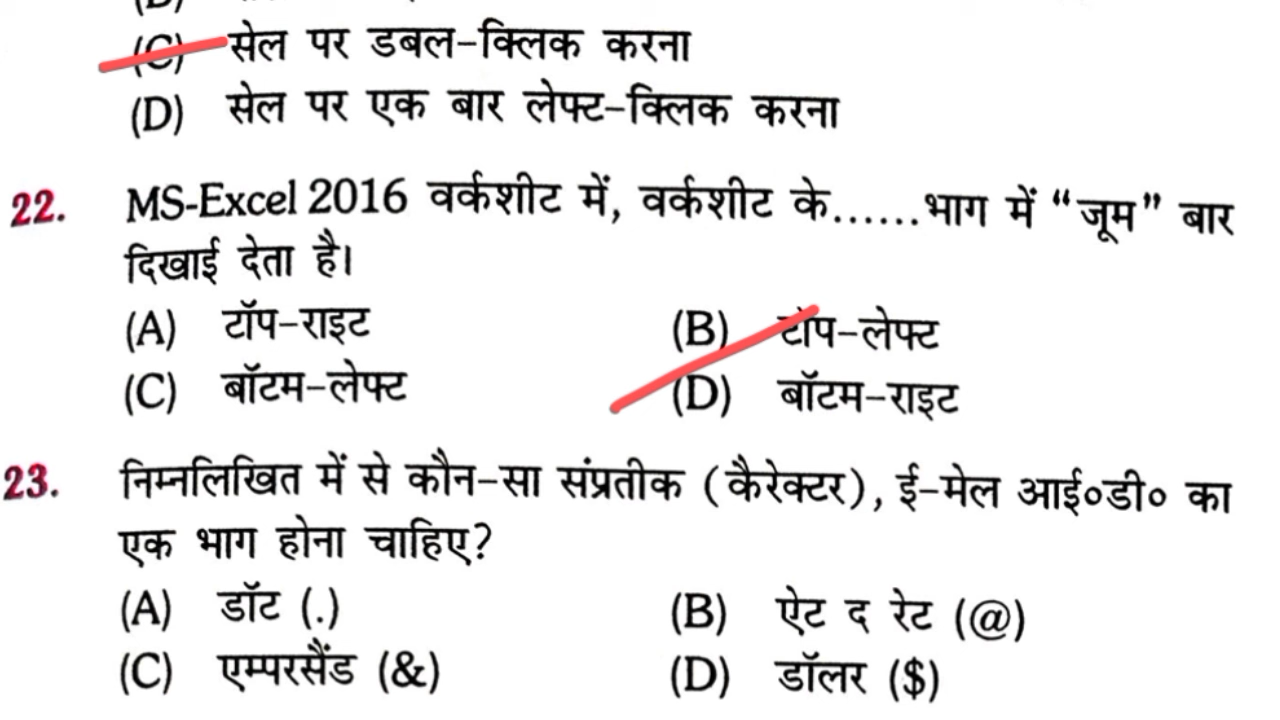 (C) सेल पर डबल-क्लिक करना
(D) सेल पर एक बार लेफ्ट-क्लिक करना
22. MS-Excel 2016 वर्कशीट में, वर्कशीट के......भाग में “जूम” बार
दिखाई देता है।
(A) टॉप-राइट (B) टॉप-लेफ्ट
(C) बॉटम-लेफ्ट (D) बॉटम-राइट
23. निम्नलिखित में से कौन-सा संप्रतीक (कैरेक्टर), ई-मेल आई०डी० का
एक भाग होना चाहिए?
(A) डॉट (.) (B) ऐट द रेट (@)
(C) एम्परसैंड (&) (D) डॉलर ($)